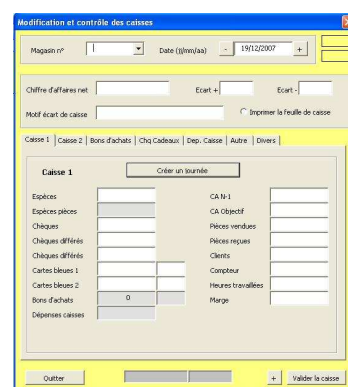 Modification et contrôle des caisses
Magasin n° Date (jj/mm/aa) - 19/12/2007 +
Chiffre d'affaires net Ecart + Ecart -
Motif écart de caisse Imprimer la feuille de caisse
Caisse 1 Caisse 2 Bons d'achats Chq Cadeaux Dep. Caisse Autre Divers
Caisse 1 Créer un journée
Espèces CA N-1
Espèces pièces CA Objectif
Chèques Pièces vendues
Chèques différés Pièces reçues
Chèques différés Clients
Cartes bleues 1 Compteur
Cartes bleues 2 Heures travaillées
Bons d'achats 0 Marge
Dépenses caisses
Quitter + Valider la caisse